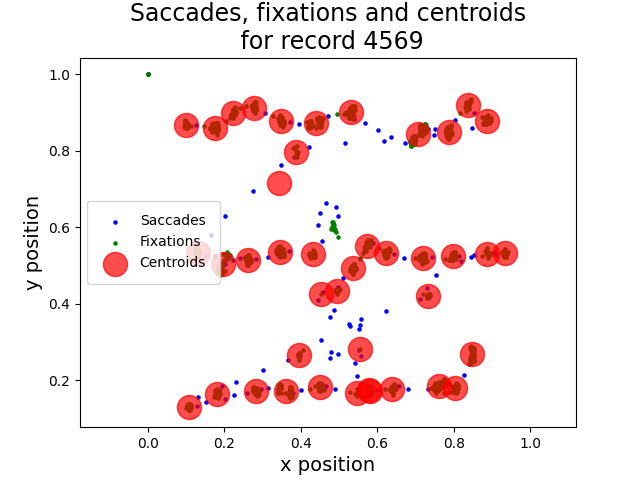 Saccades, fixations and centroids
for record 4569
1.0
0.8
0.6
0.4
0.2
y position
Saccades
Fixations
Centroids
0.0
0.2
0.4
0.6
0.8
1.0
x position